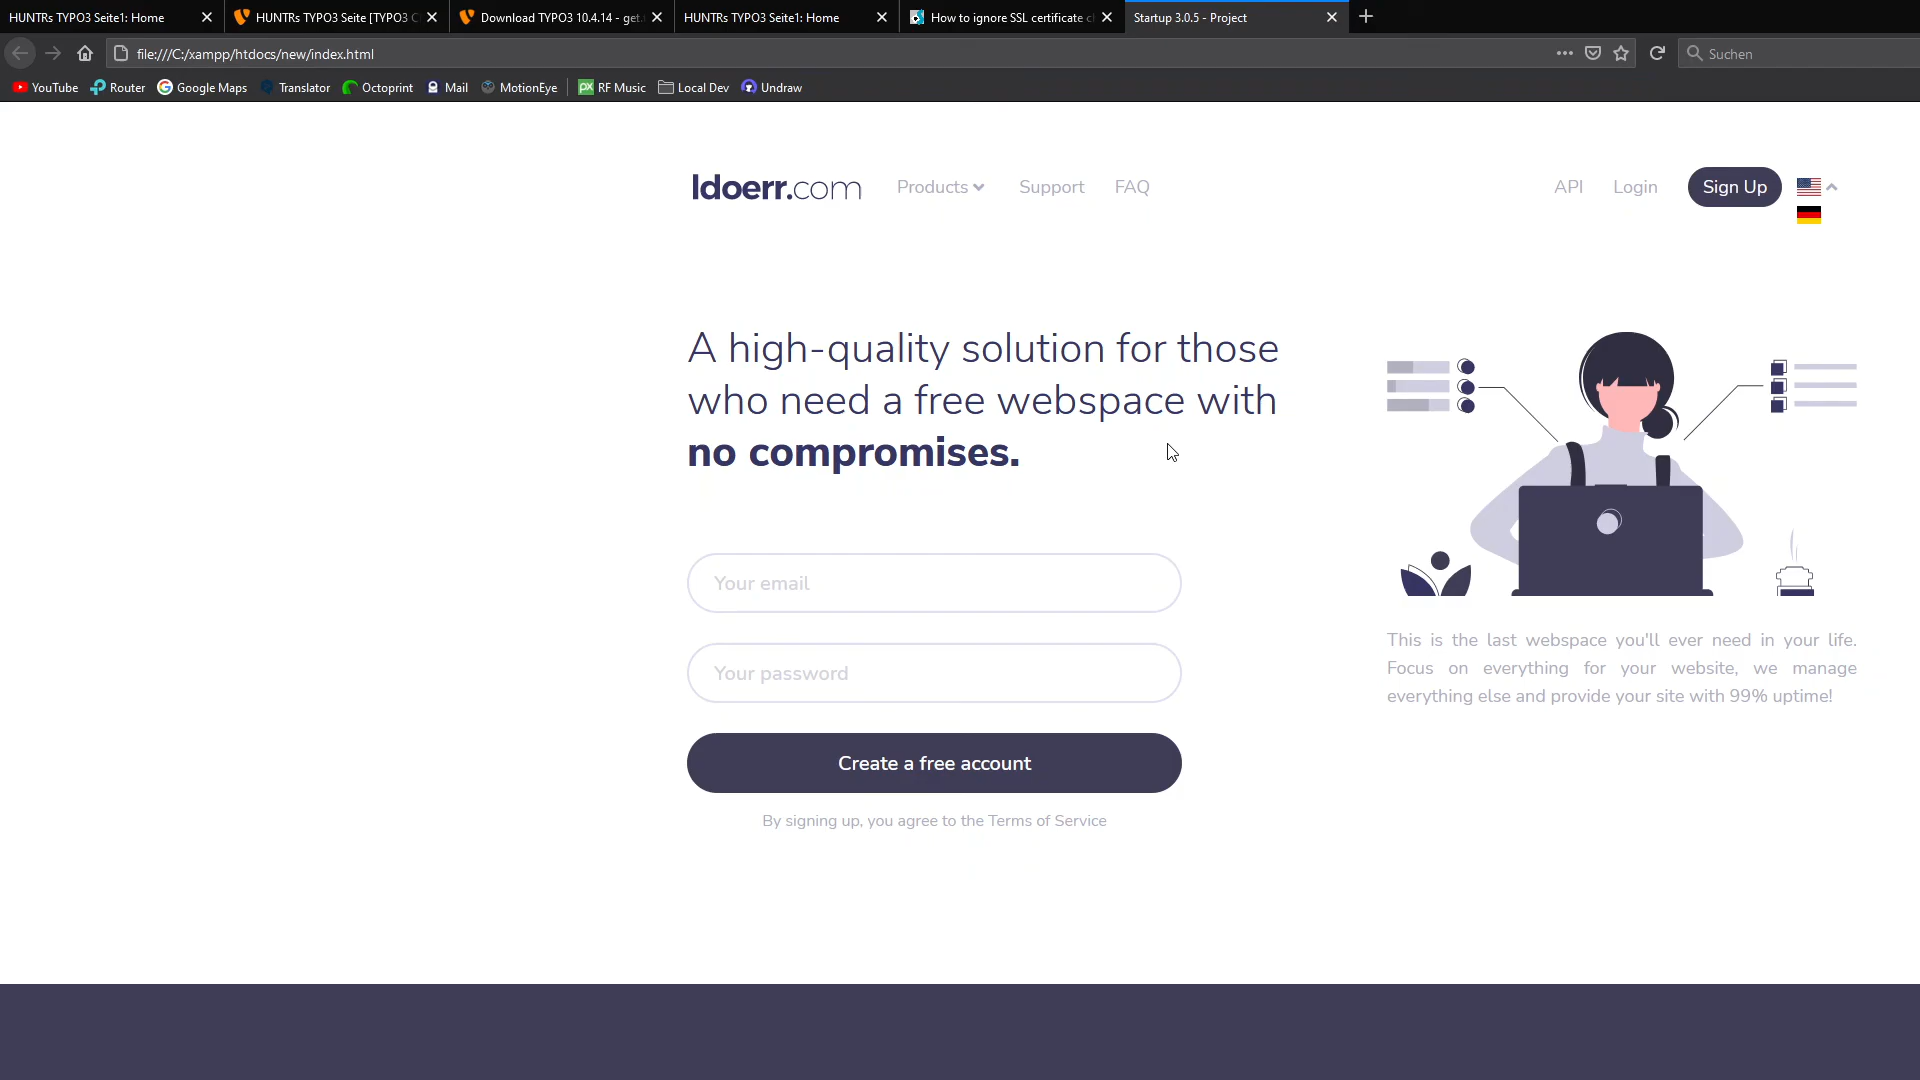 HUNTRs TYPO3 Seite1: Home
HUNTRs TYPO3 Seite [TYPO3 C
Download TYPO3 10.4.14 - get.
HUNTRs TYPO3 Seite1: Home
How to ignore SSL certificate c
Startup 3.0.5 - Project
file:///C:/xampp/htdocs/new/index.html
Suchen
YouTube
Router
Google Maps
Translator
Octoprint
Mail
MotionEye
RF Music
Local Dev
Undraw
ldoerr.com
Products
Support
FAQ
API
Login
Sign Up
A high-quality solution for those
who need a free webspace with
no compromises.
Your email
Your password
Create a free account
By signing up, you agree to the Terms of Service
This is the last webspace you'll ever need in your life.
Focus on everything for your website, we manage
everything else and provide your site with 99% uptime!